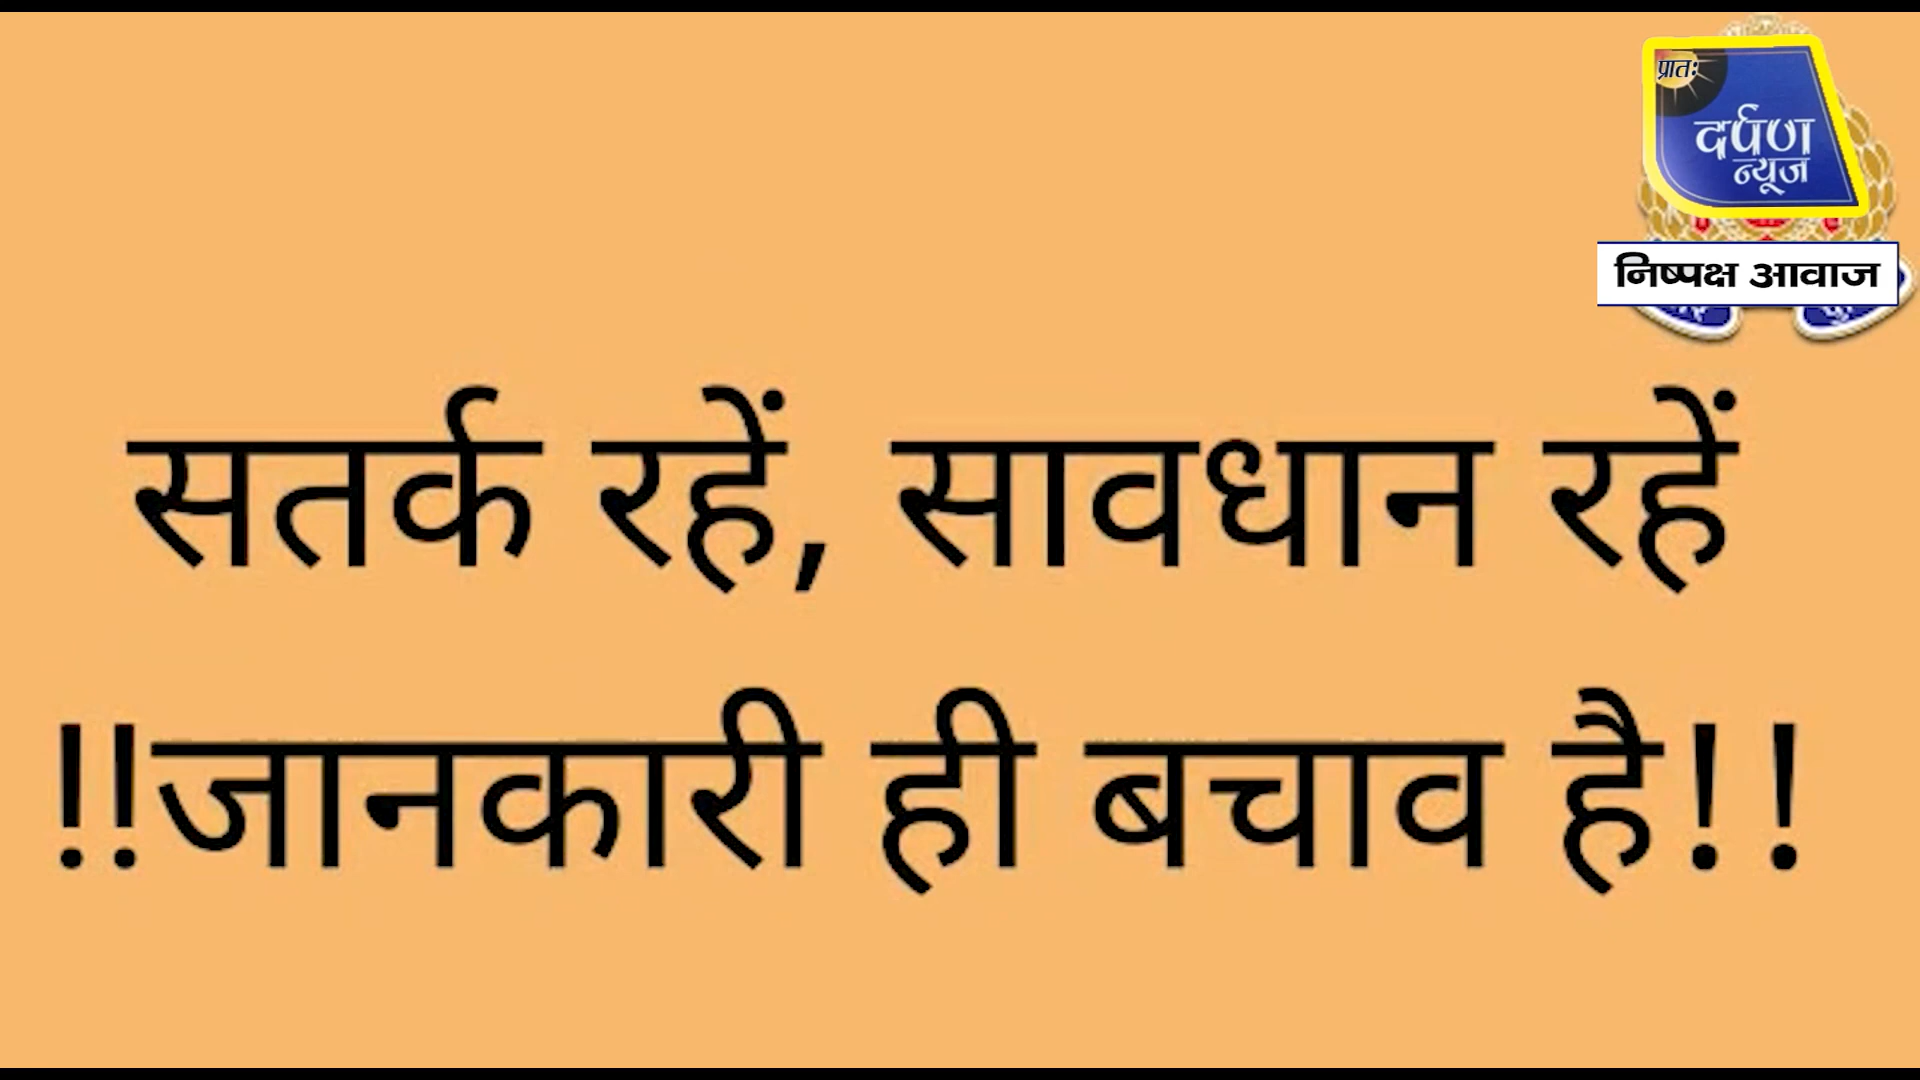 प्रातः
दर्पण
न्यूज
निष्पक्ष आवाज
सतर्क रहें, सावधान रहें
!!जानकारी ही बचाव है!!